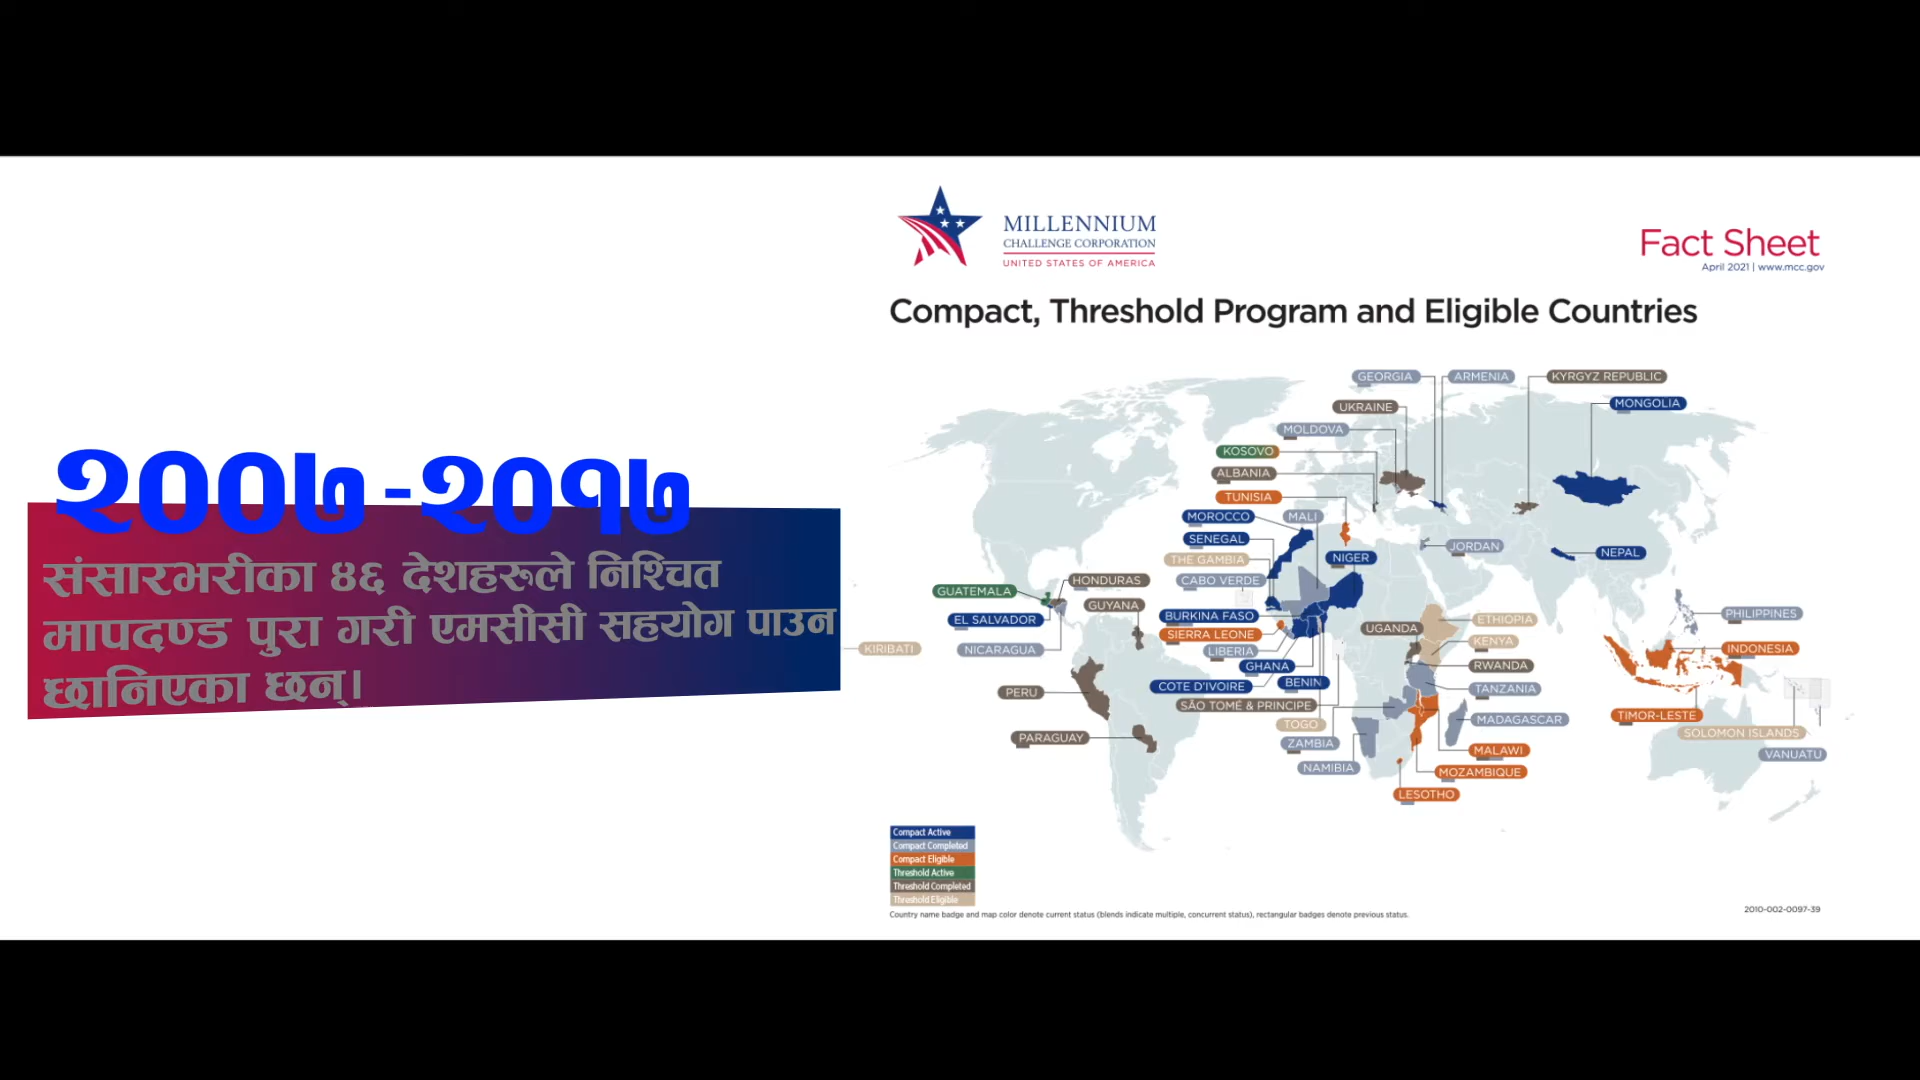 २००७-२०१७
संसारभरीका ४६ देशहरूले निश्चित
मापदण्ड पुरा गरी एमसीसी सहयोग पाउन
छानिएका छन्।
MILLENNIUM
CHALLENGE CORPORATION
UNITED STATES OF AMERICA
Fact Sheet
April 2021 | www.mcc.gov
Compact, Threshold Program and Eligible Countries
GEORGIA
ARMENIA
KYRGYZ REPUBLIC
MONGOLIA
UKRAINE
MOLDOVA
KOSOVO
ALBANIA
TUNISIA
MOROCCO
MALI
SENEGAL
JORDAN
NEPAL
THE GAMBIA
NIGER
CABO VERDE
HONDURAS
GUATEMALA
GUYANA
EL SALVADOR
BURKINA FASO
PHILIPPINES
ETHIOPIA
UGANDA
SIERRA LEONE
KENYA
KIRIBATI
NICARAGUA
LIBERIA
INDONESIA
GHANA
RWANDA
COTE D'IVOIRE
BENIN
TANZANIA
PERU
SÃO TOMÉ & PRINCIPE
TIMOR-LESTE
MADAGASCAR
TOGO
SOLOMON ISLANDS
PARAGUAY
ZAMBIA
MALAWI
VANUATU
NAMIBIA
MOZAMBIQUE
LESOTHO
Compact Active
Compact Completed
Compact Eligible
Threshold Active
Threshold Completed
Threshold Eligible
Country name badge and map color denote current status (blends indicate multiple, concurrent status), rectangular badges denote previous status.
2010-002-0097-39